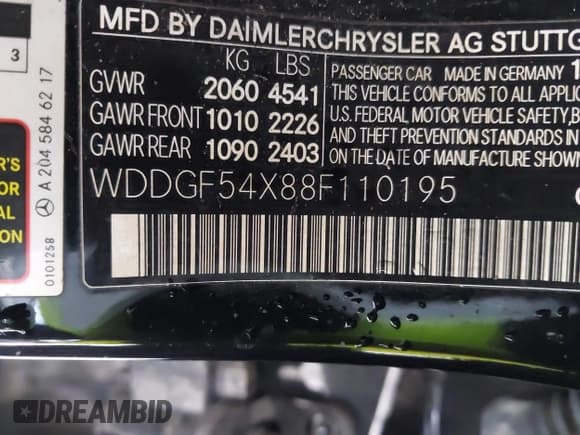 MFD BY DAIMLERCHRYSLER AG STUTTG
KG LBS
GVWR 2060 4541
GAWR FRONT 1010 2226
GAWR REAR 1090 2403
PASSENGER CAR MADE IN GERMANY 1
THIS VEHICLE CONFORMS TO ALL APPLIC
U.S. FEDERAL MOTOR VEHICLE SAFETY,B
AND THEFT PREVENTION STANDARDS IN
ON THE DATE OF MANUFACTURE SHOWN
WDDGF54X88F110195
3
A 204 584 62 17
0101258
R'S
OR
AL
ION
DREAMBID